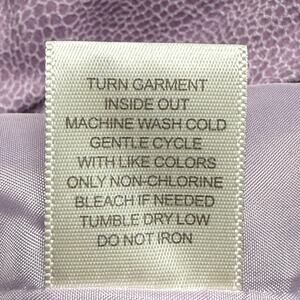 TURN GARMENT
INSIDE OUT
MACHINE WASH COLD
GENTLE CYCLE
WITH LIKE COLORS
ONLY NON-CHLORINE
BLEACH IF NEEDED
TUMBLE DRY LOW
DO NOT IRON